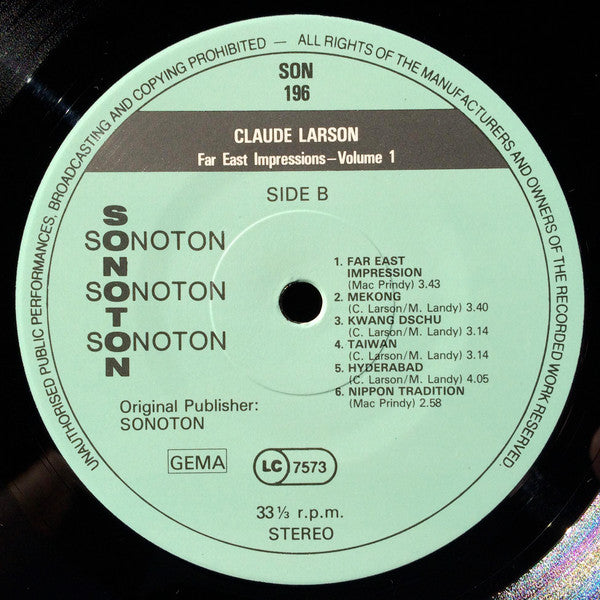 UNAUTHORISED PUBLIC PERFORMANCES, BROADCASTING AND COPYING PROHIBITED — ALL RIGHTS OF THE MANUFACTURERS AND OWNERS OF THE RECORDED WORK RESERVED.
SON
196
CLAUDE LARSON
Far East Impressions—Volume 1
SIDE B
SONOTON
SONOTON
SONOTON
SONOTON
1. FAR EAST
IMPRESSION
(Mac Prindy) 3.43
2. MEKONG
(C. Larson/M. Landy) 3.40
3. KWANG DSCHU
(C. Larson/M. Landy) 3.14
4. TAIWAN
(C. Larson/M. Landy) 3.14
5. HYDERABAD
(C. Larson/M. Landy) 4.05
6. NIPPON TRADITION
(Mac Prindy) 2.58
Original Publisher:
SONOTON
GEMA
LC 7573
33⅓ r.p.m.
STEREO